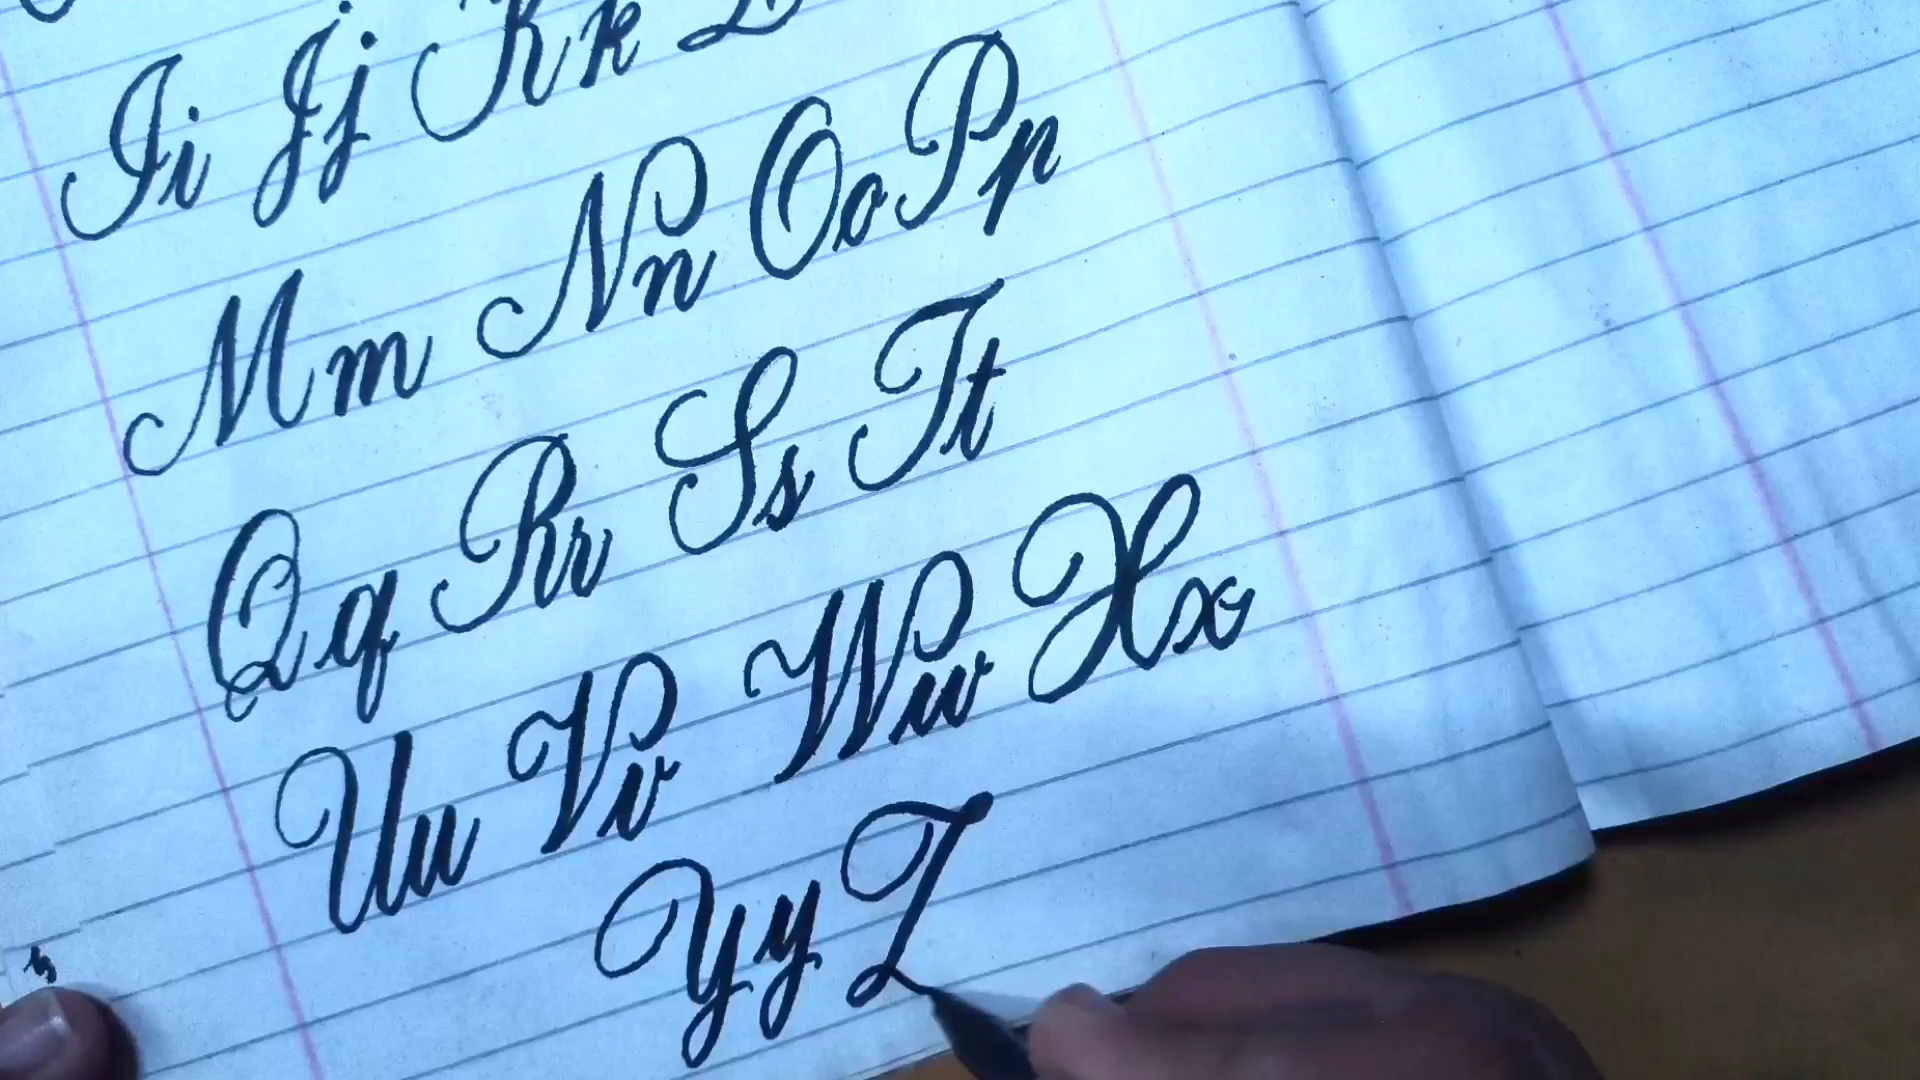 Ii Jj Kk L
Mm Nn Oo Pp
Qq Rr Ss Tt
Uu Vv Ww Xx
Yy Z